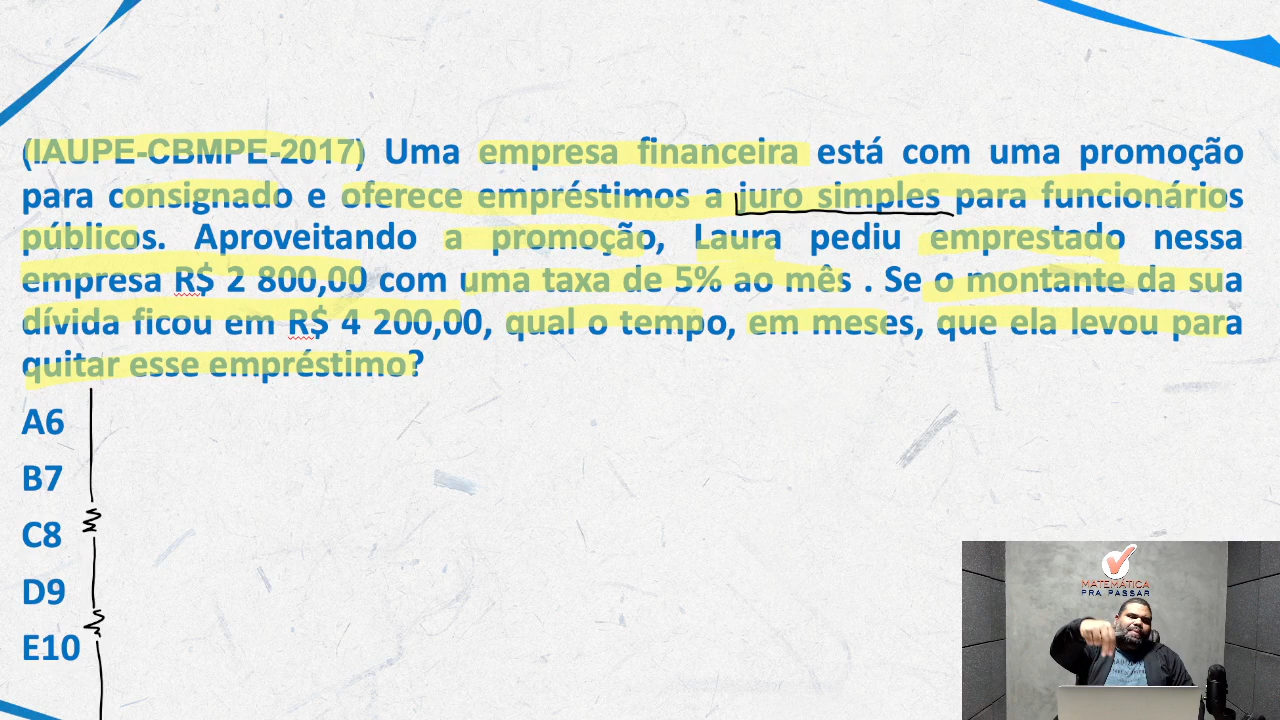 (IAUPE-CBMPE-2017) Uma empresa financeira está com uma promoção
para consignado e oferece empréstimos a juro simples para funcionários
públicos. Aproveitando a promoção, Laura pediu emprestado nessa
empresa R$ 2 800,00 com uma taxa de 5% ao mês . Se o montante da sua
dívida ficou em R$ 4 200,00, qual o tempo, em meses, que ela levou para
quitar esse empréstimo?
A6
B7
C8
D9
E10
MATEMÁTICA
PRA PASSAR